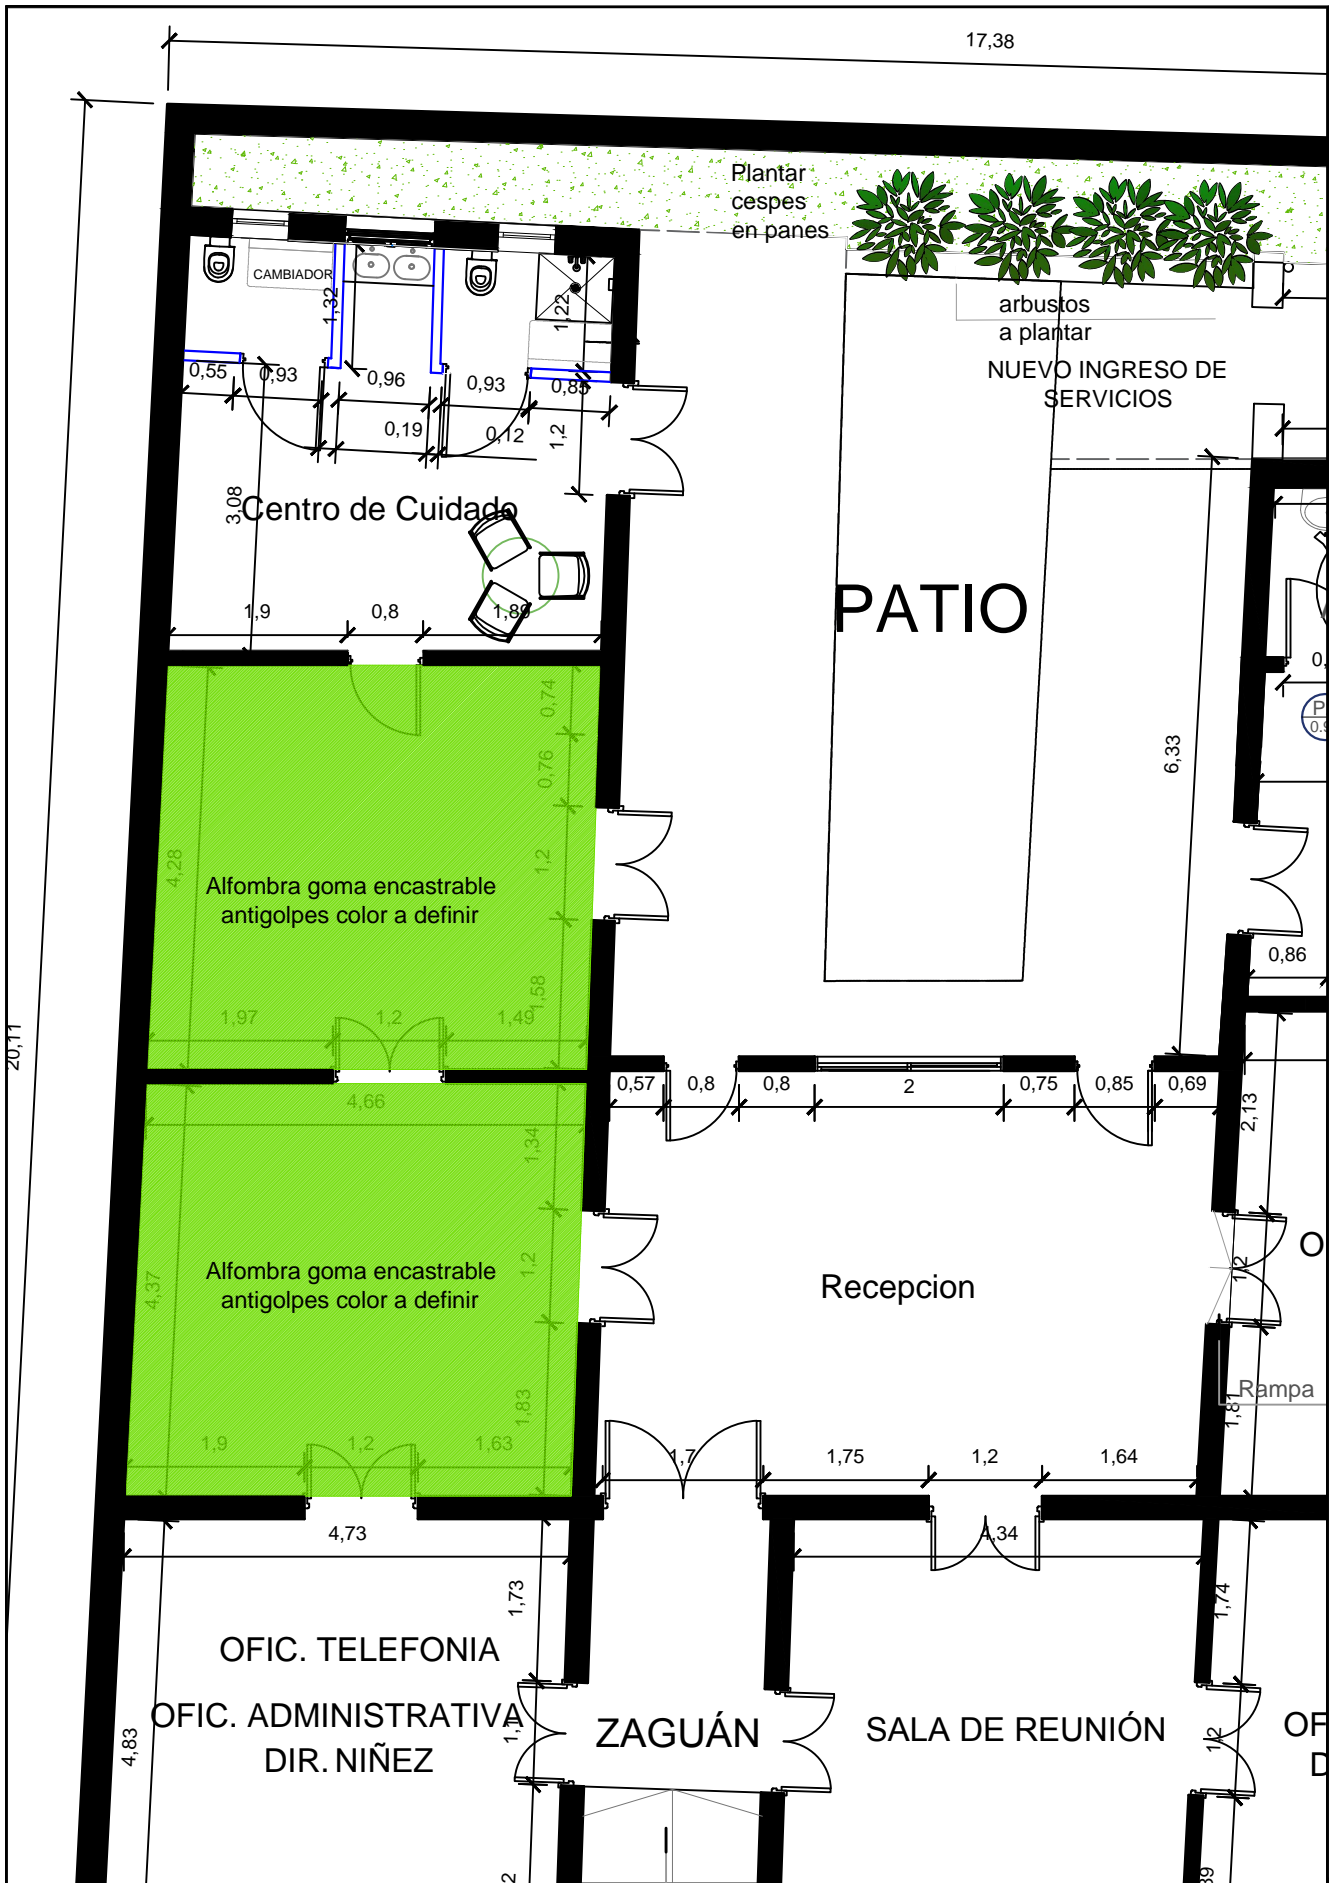 17,38
Plantar
cespes
en panes
CAMBIADOR
1,32
1,22
arbustos
a plantar
NUEVO INGRESO DE
SERVICIOS
0,55
0,93
0,96
0,93
0,85
0,19
0,12
1,2
3,08
Centro de Cuidado
PATIO
1,9
0,8
1,89
0,74
0,76
6,33
4,28
1,2
Alfombra goma encastrable
antigolpes color a definir
0,86
1,58
1,97
1,2
1,49
20,11
0,57
0,8
0,8
2
0,75
0,85
0,69
4,66
2,13
1,34
1,2
1,2
4,37
Alfombra goma encastrable
antigolpes color a definir
Recepcion
O
Rampa
1,81
1,83
1,9
1,2
1,63
1,7
1,75
1,2
1,64
4,73
4,34
1,73
1,74
OFIC. TELEFONIA
OFIC. ADMINISTRATIVA
DIR. NIÑEZ
4,83
ZAGUÁN
SALA DE REUNIÓN
1,2
OF